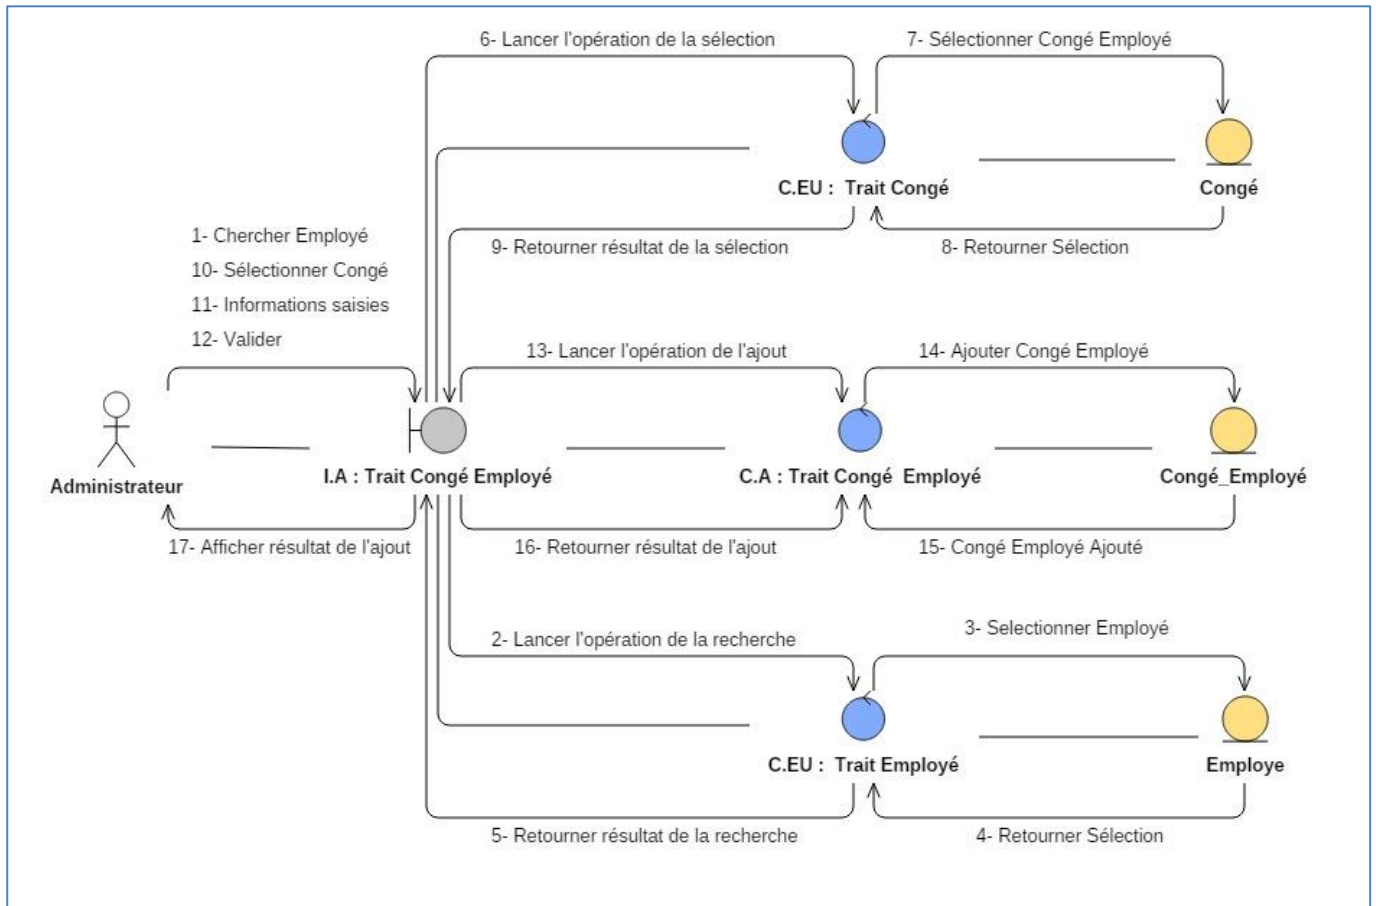 6- Lancer l'opération de la sélection
7- Sélectionner Congé Employé
C.EU :  Trait Congé
Congé
9- Retourner résultat de la sélection
8- Retourner Sélection
1- Chercher Employé
10- Sélectionner Congé
11- Informations saisies
12- Valider
13- Lancer l'opération de l'ajout
14- Ajouter Congé Employé
Administrateur
I.A : Trait Congé Employé
C.A : Trait Congé  Employé
Congé_Employé
17- Afficher résultat de l'ajout
16- Retourner résultat de l'ajout
15- Congé Employé Ajouté
2- Lancer l'opération de la recherche
3- Selectionner Employé
C.EU :  Trait Employé
Employe
5- Retourner résultat de la recherche
4- Retourner Sélection